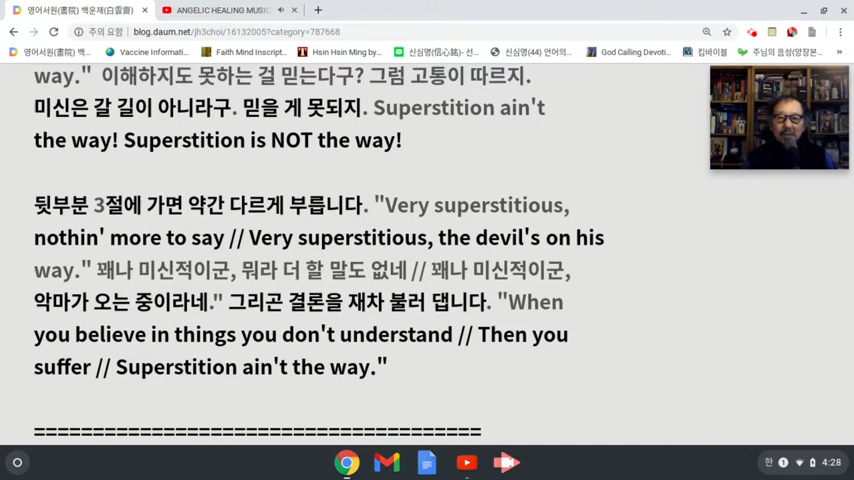 영어서원(書院) 백운재(白雲齋)
ANGELIC HEALING MUSIC
주의 요함
blog.daum.net/jh3choi/16132005?category=787668
영어서원(書院) 백운
Vaccine Informati...
Faith Mind Inscript...
Hsin Hsin Ming by...
신심명(信心銘)-선...
신심명(44) 언어의...
God Calling Devoti...
킵바이블
주님의 음성(양장본...
way." 이해하지도 못하는 걸 믿는다구? 그럼 고통이 따르지.
미신은 갈 길이 아니라구. 믿을 게 못되지. Superstition ain't
the way! Superstition is NOT the way!
뒷부분 3절에 가면 약간 다르게 부릅니다. "Very superstitious,
nothin' more to say // Very superstitious, the devil's on his
way." 꽤나 미신적이군, 뭐라 더 할 말도 없네 // 꽤나 미신적이군,
악마가 오는 중이라네." 그리곤 결론을 재차 불러 댑니다. "When
you believe in things you don't understand // Then you
suffer // Superstition ain't the way."
======================================
한
1
4:28